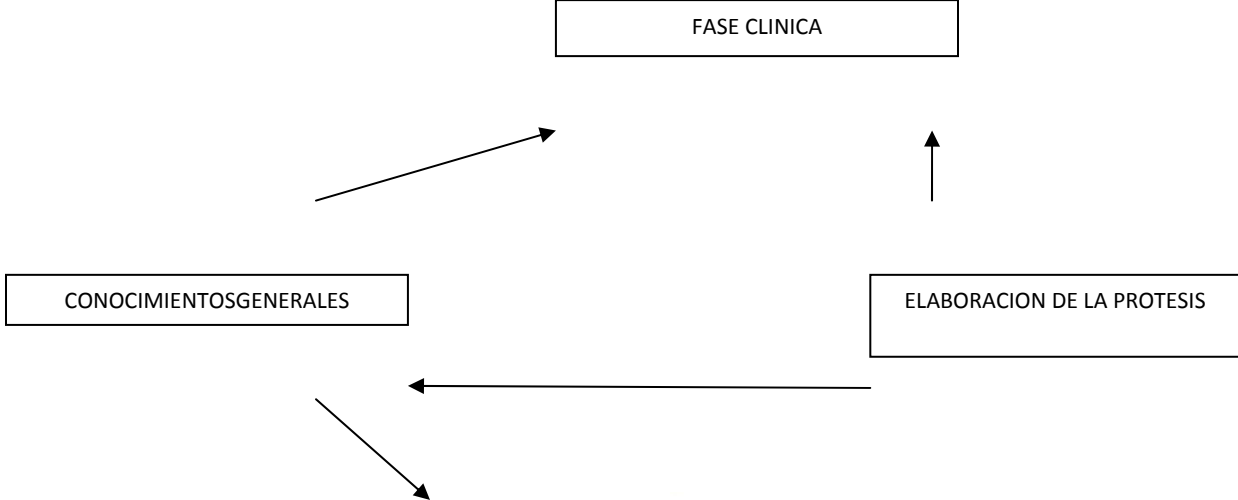 FASE CLINICA
CONOCIMIENTOSGENERALES
ELABORACION DE LA PROTESIS